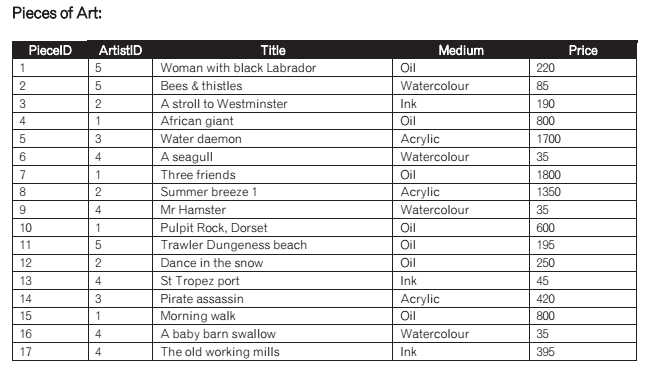 Pieces of Art:
PieceID ArtistID Title Medium Price
1 5 Woman with black Labrador Oil 220
2 5 Bees & thistles Watercolour 85
3 2 A stroll to Westminster Ink 190
4 1 African giant Oil 800
5 3 Water daemon Acrylic 1700
6 4 A seagull Watercolour 35
7 1 Three friends Oil 1800
8 2 Summer breeze 1 Acrylic 1350
9 4 Mr Hamster Watercolour 35
10 1 Pulpit Rock, Dorset Oil 600
11 5 Trawler Dungeness beach Oil 195
12 2 Dance in the snow Oil 250
13 4 St Tropez port Ink 45
14 3 Pirate assassin Acrylic 420
15 1 Morning walk Oil 800
16 4 A baby barn swallow Watercolour 35
17 4 The old working mills Ink 395